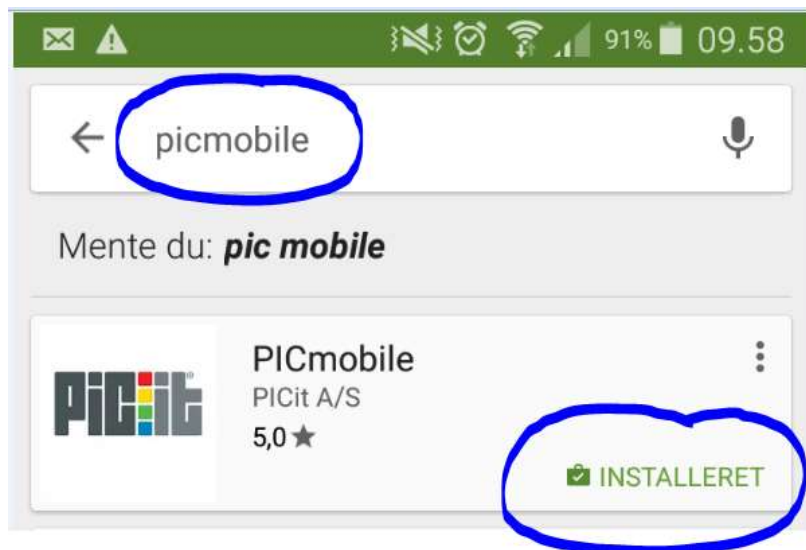 91% 09.58
picmobile
Mente du: pic mobile
PiCit®
PICmobile
PICit A/S
5,0
INSTALLERET